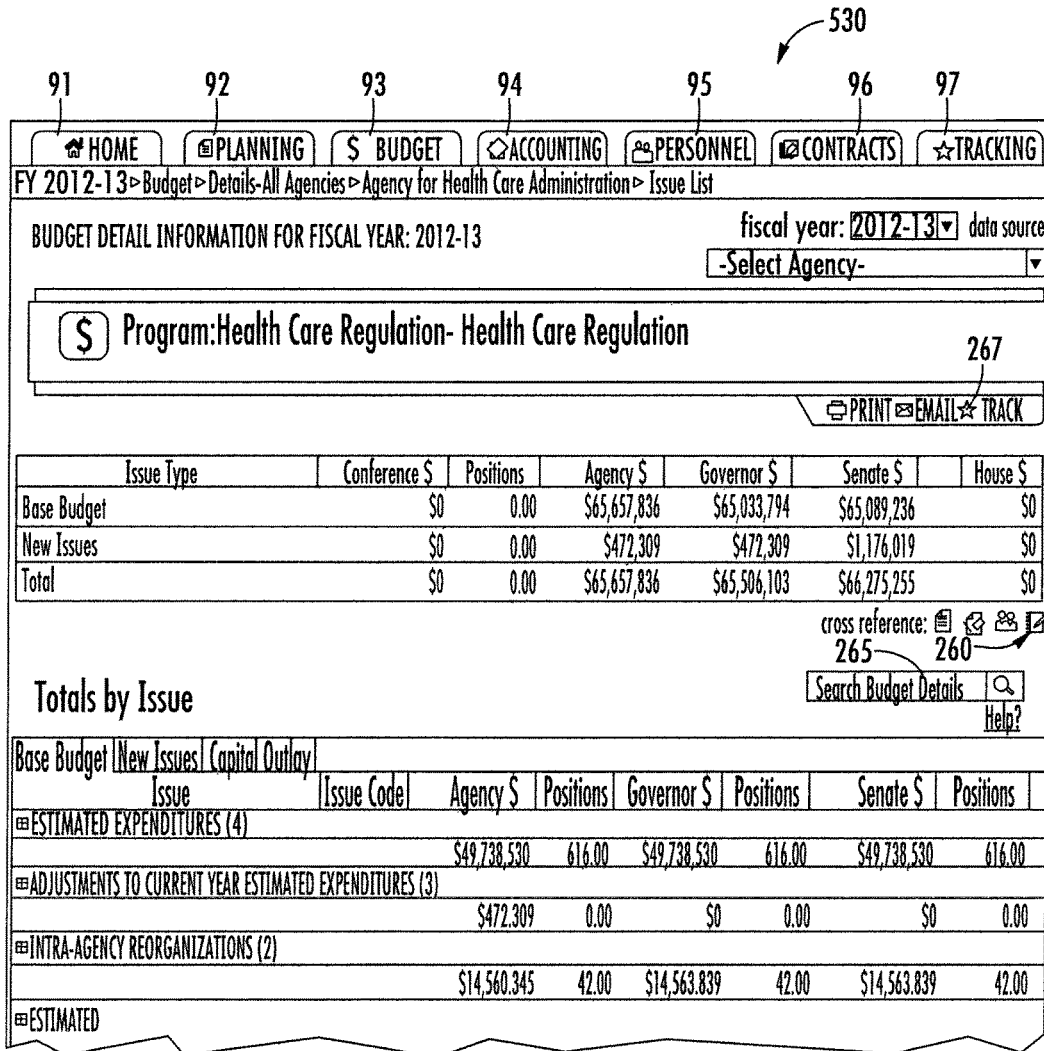 530
91 92 93 94 95 96 97
HOME PLANNING $ BUDGET ACCOUNTING PERSONNEL CONTRACTS TRACKING
FY 2012-13▹Budget▹Details-All Agencies▹Agency for Health Care Administration▹ Issue List
BUDGET DETAIL INFORMATION FOR FISCAL YEAR: 2012-13 fiscal year: 2012-13 data source
-Select Agency-
$ Program:Health Care Regulation- Health Care Regulation
267
PRINT EMAIL TRACK
Issue Type Conference $ Positions Agency $ Governor $ Senate $ House $
Base Budget $0 0.00 $65,657,836 $65,033,794 $65,089,236 $0
New Issues $0 0.00 $472,309 $472,309 $1,176,019 $0
Total $0 0.00 $65,657,836 $65,506,103 $66,275,255 $0
cross reference:
265 260
Totals by Issue Search Budget Details
Help?
Base Budget New Issues Capital Outlay
Issue Issue Code Agency $ Positions Governor $ Positions Senate $ Positions
ESTIMATED EXPENDITURES (4)
$49,738,530 616.00 $49,738,530 616.00 $49,738,530 616.00
ADJUSTMENTS TO CURRENT YEAR ESTIMATED EXPENDITURES (3)
$472.309 0.00 $0 0.00 $0 0.00
INTRA-AGENCY REORGANIZATIONS (2)
$14,560.345 42.00 $14,563.839 42.00 $14,563.839 42.00
ESTIMATED